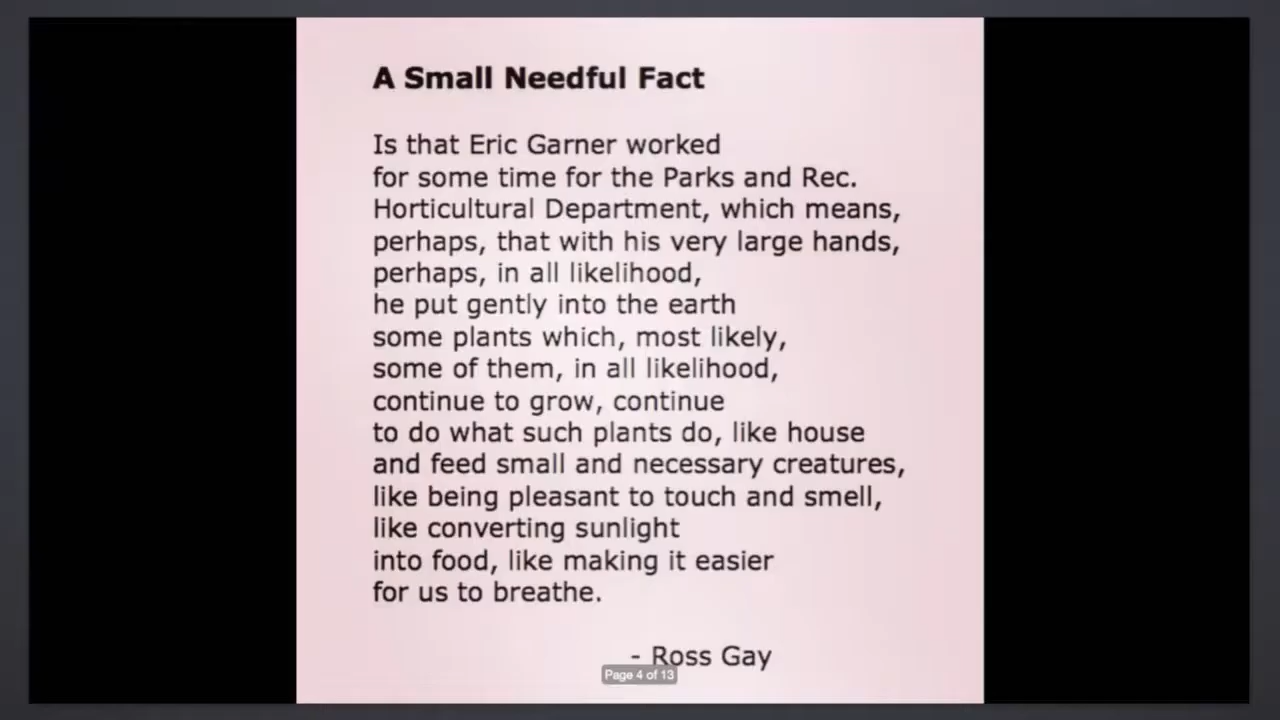 A Small Needful Fact
Is that Eric Garner worked
for some time for the Parks and Rec.
Horticultural Department, which means,
perhaps, that with his very large hands,
perhaps, in all likelihood,
he put gently into the earth
some plants which, most likely,
some of them, in all likelihood,
continue to grow, continue
to do what such plants do, like house
and feed small and necessary creatures,
like being pleasant to touch and smell,
like converting sunlight
into food, like making it easier
for us to breathe.
- Ross Gay
Page 4 of 13